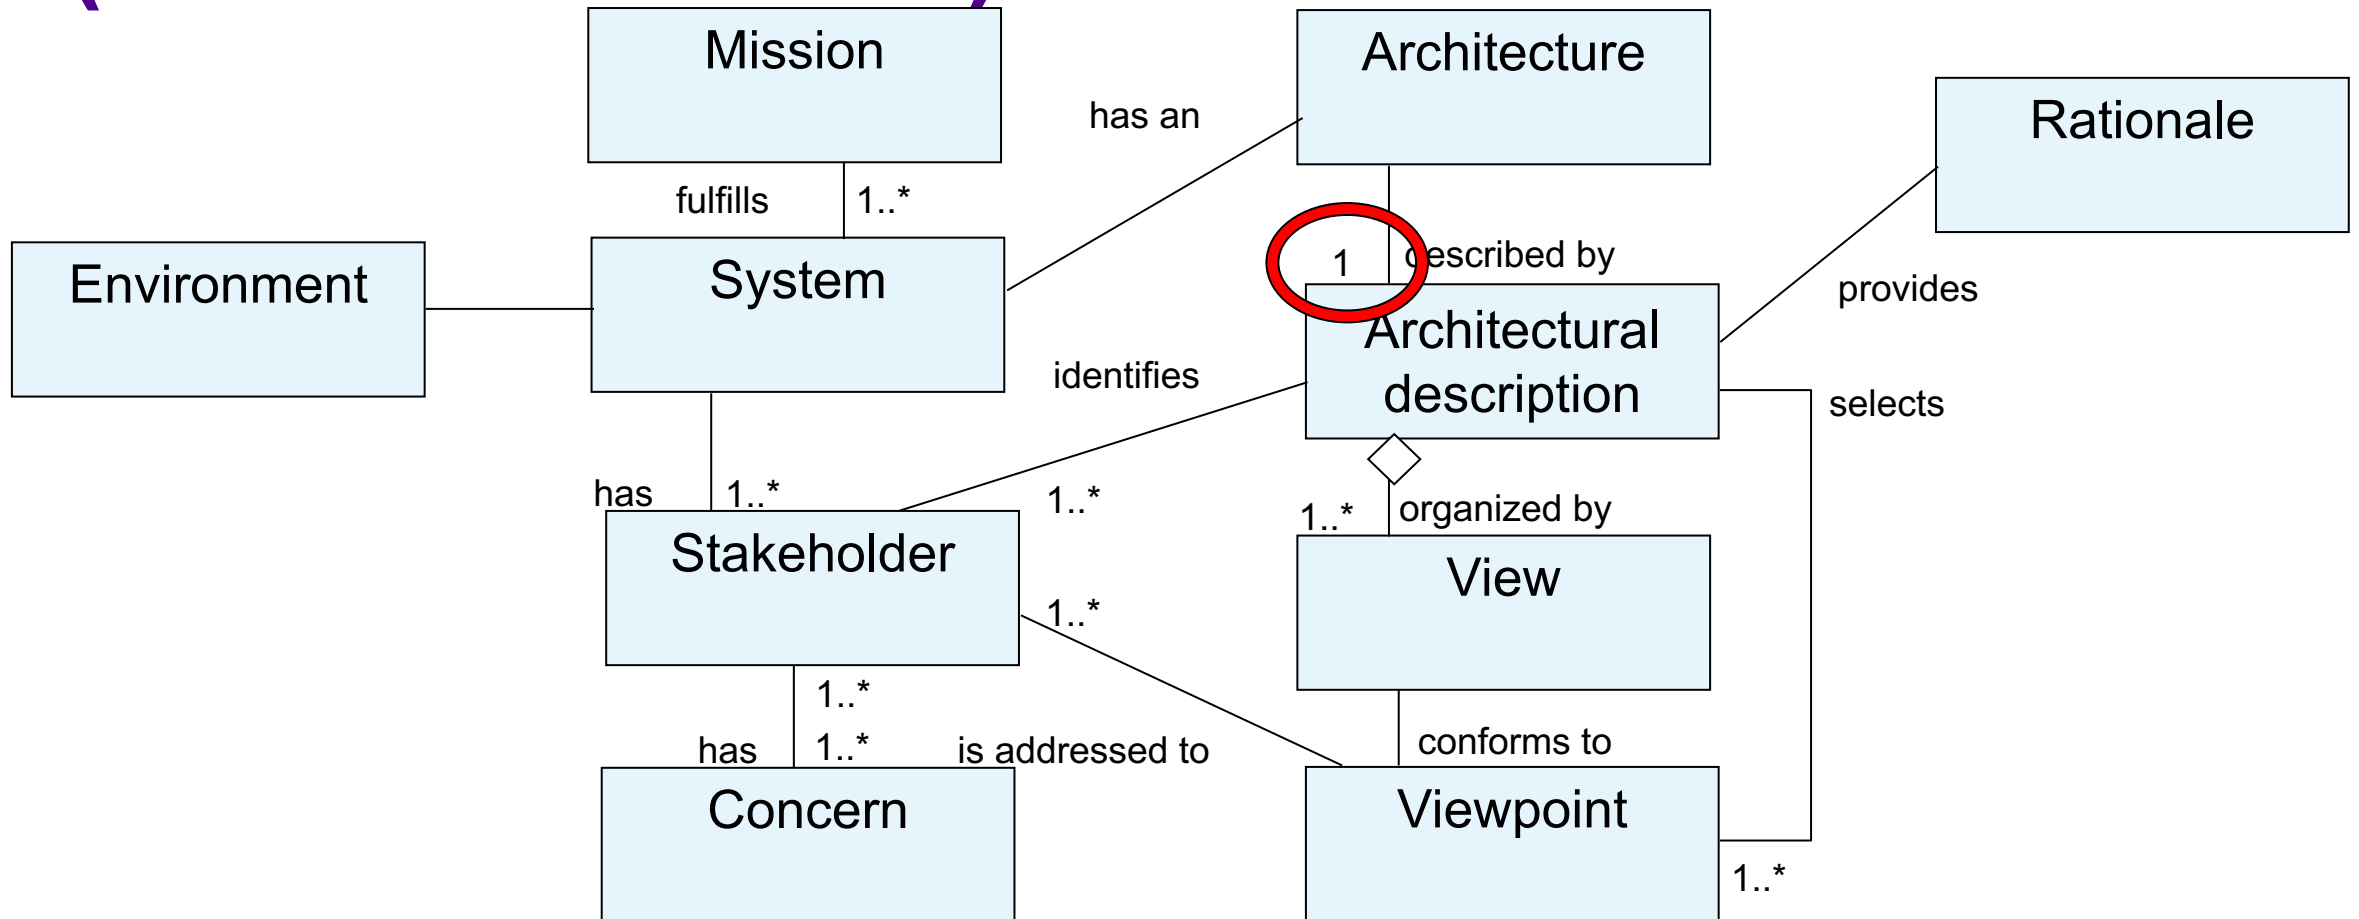 Mission
Architecture
Rationale
has an
fulfills
1..*
Environment
System
1
described by
provides
Architectural
description
identifies
selects
has
1..*
1..*
1..*
organized by
Stakeholder
View
1..*
1..*
has
1..*
is addressed to
conforms to
Concern
Viewpoint
1..*